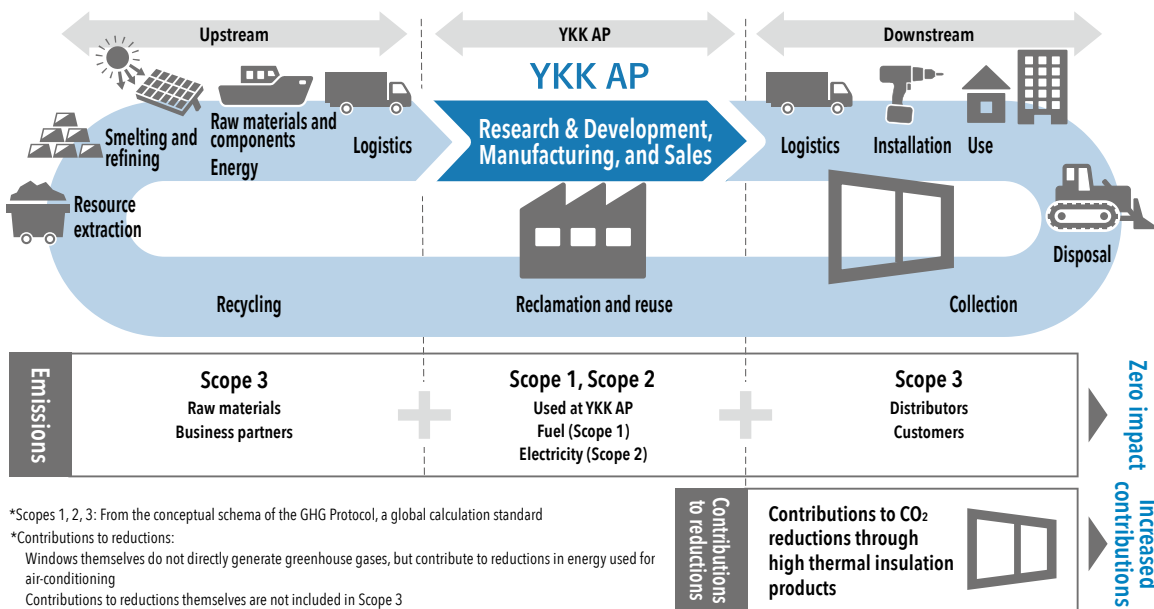 Upstream
YKK AP
Downstream
YKK AP
Smelting and
refining
Raw materials and
components
Energy
Logistics
Research & Development,
Manufacturing, and Sales
Logistics
Installation
Use
Resource
extraction
Disposal
Recycling
Reclamation and reuse
Collection
Emissions
Scope 3
Raw materials
Business partners
Scope 1, Scope 2
Used at YKK AP
Fuel (Scope 1)
Electricity (Scope 2)
Scope 3
Distributors
Customers
Zero impact
*Scopes 1, 2, 3: From the conceptual schema of the GHG Protocol, a global calculation standard
*Contributions to reductions:
Windows themselves do not directly generate greenhouse gases, but contribute to reductions in energy used for
air-conditioning
Contributions to reductions themselves are not included in Scope 3
Contributions
to reductions
Contributions to CO₂
reductions through
high thermal insulation
products
Increased
contributions